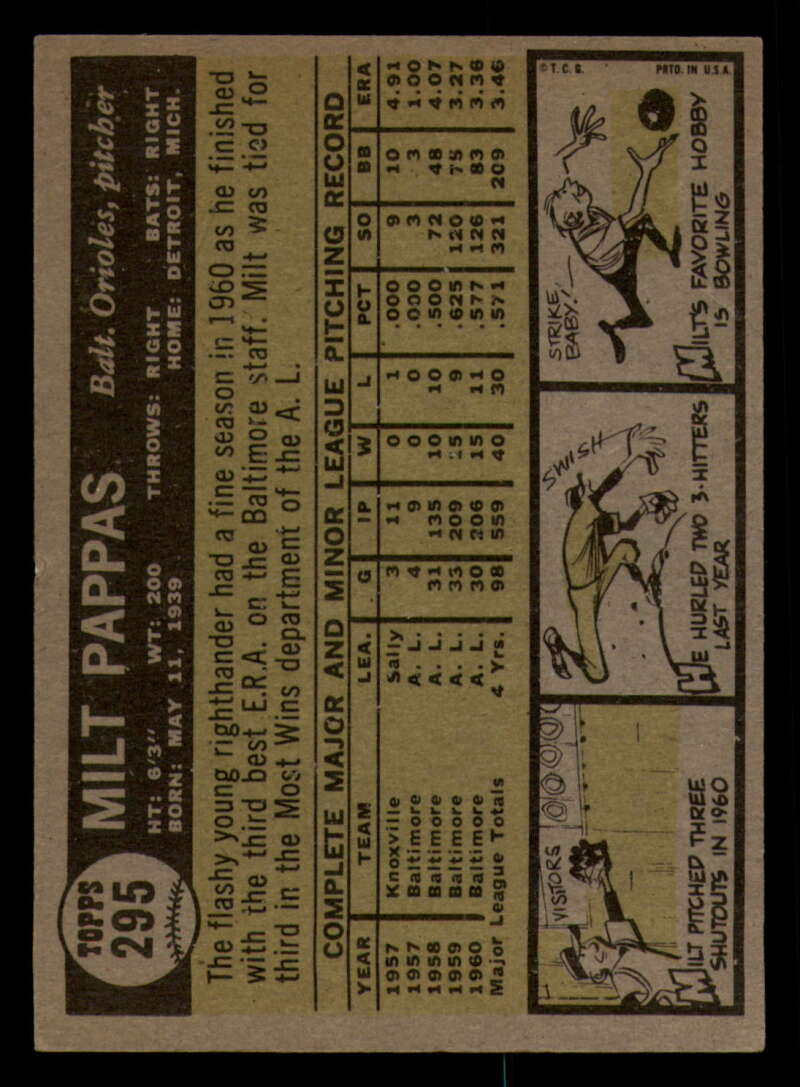 TOPPS
295
MILT PAPPAS Balt. Orioles, pitcher
HT: 6'3" WT: 200 THROWS: RIGHT BATS: RIGHT
BORN: MAY 11, 1939 HOME: DETROIT, MICH.
The flashy young righthander had a fine season in 1960 as he finished
with the third best E.R.A. on the Baltimore staff. Milt was tied for
third in the Most Wins department of the A. L.
COMPLETE MAJOR AND MINOR LEAGUE PITCHING RECORD
YEAR TEAM LEA. G IP W L PCT SO BB ERA
1957 Knoxville Sally 3 11 0 1 .000 9 10 4.91
1957 Baltimore A. L. 4 9 0 0 .000 3 3 1.00
1958 Baltimore A. L. 31 135 10 10 .500 72 48 4.07
1959 Baltimore A. L. 33 209 15 9 .625 120 75 3.27
1960 Baltimore A. L. 30 206 15 11 .577 126 83 3.36
Major League Totals 4 Yrs. 98 559 40 30 .571 321 209 3.46
VISITORS
MILT PITCHED THREE
SHUTOUTS IN 1960
SWISH
HE HURLED TWO 3-HITTERS
LAST YEAR
© T. C. G. PRTD. IN U.S.A.
STRIKE,
BABY!
MILT'S FAVORITE HOBBY
IS BOWLING